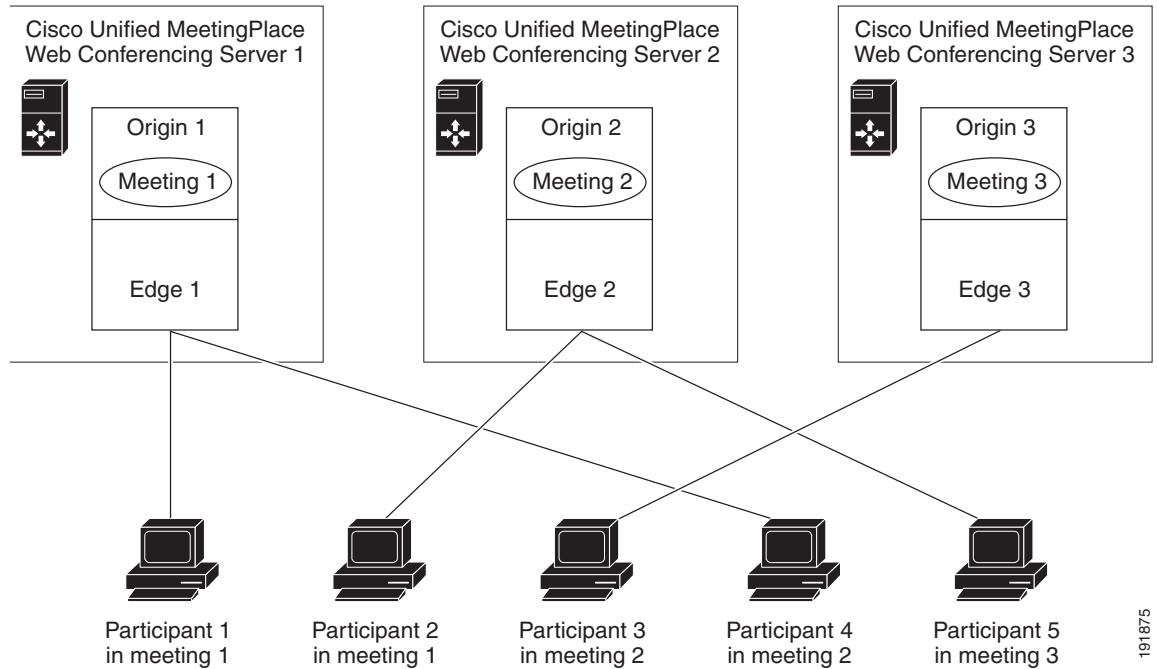 Cisco Unified MeetingPlace
Web Conferencing Server 1
Cisco Unified MeetingPlace
Web Conferencing Server 2
Cisco Unified MeetingPlace
Web Conferencing Server 3
Origin 1
Meeting 1
Edge 1
Origin 2
Meeting 2
Edge 2
Origin 3
Meeting 3
Edge 3
Participant 1
in meeting 1
Participant 2
in meeting 1
Participant 3
in meeting 2
Participant 4
in meeting 2
Participant 5
in meeting 3
191875